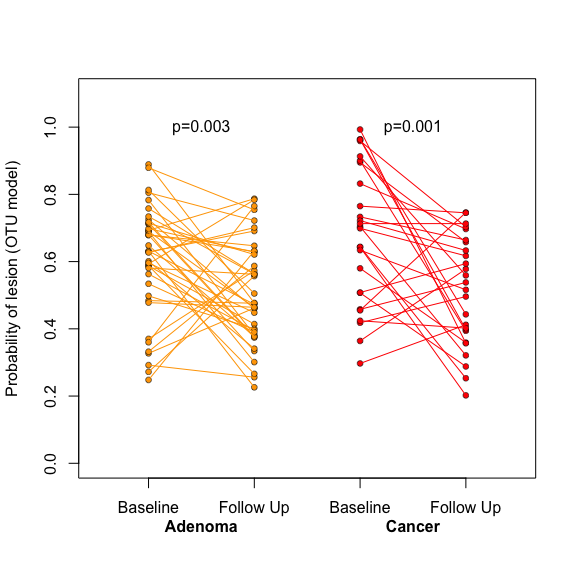 p=0.003
p=0.001
Probability of lesion (OTU model)
1.0
0.8
0.6
0.4
0.2
0.0
Baseline
Follow Up
Baseline
Follow Up
Adenoma
Cancer